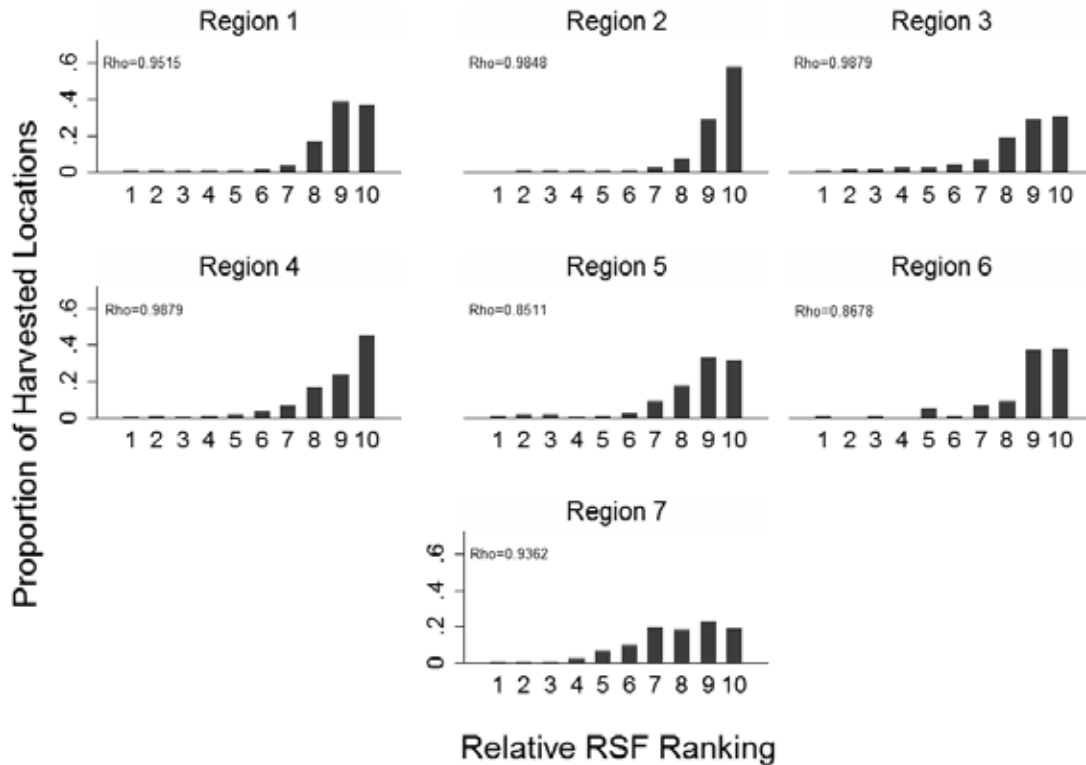 Region 1
Region 2
Region 3
Rho=0.9515
Rho=0.9848
Rho=0.9879
0 .2 .4 .6
1 2 3 4 5 6 7 8 9 10
1 2 3 4 5 6 7 8 9 10
1 2 3 4 5 6 7 8 9 10
Region 4
Region 5
Region 6
Rho=0.9879
Rho=0.8511
Rho=0.8678
0 .2 .4 .6
1 2 3 4 5 6 7 8 9 10
1 2 3 4 5 6 7 8 9 10
1 2 3 4 5 6 7 8 9 10
Region 7
Rho=0.9362
0 .2 .4 .6
1 2 3 4 5 6 7 8 9 10
Proportion of Harvested Locations
Relative RSF Ranking